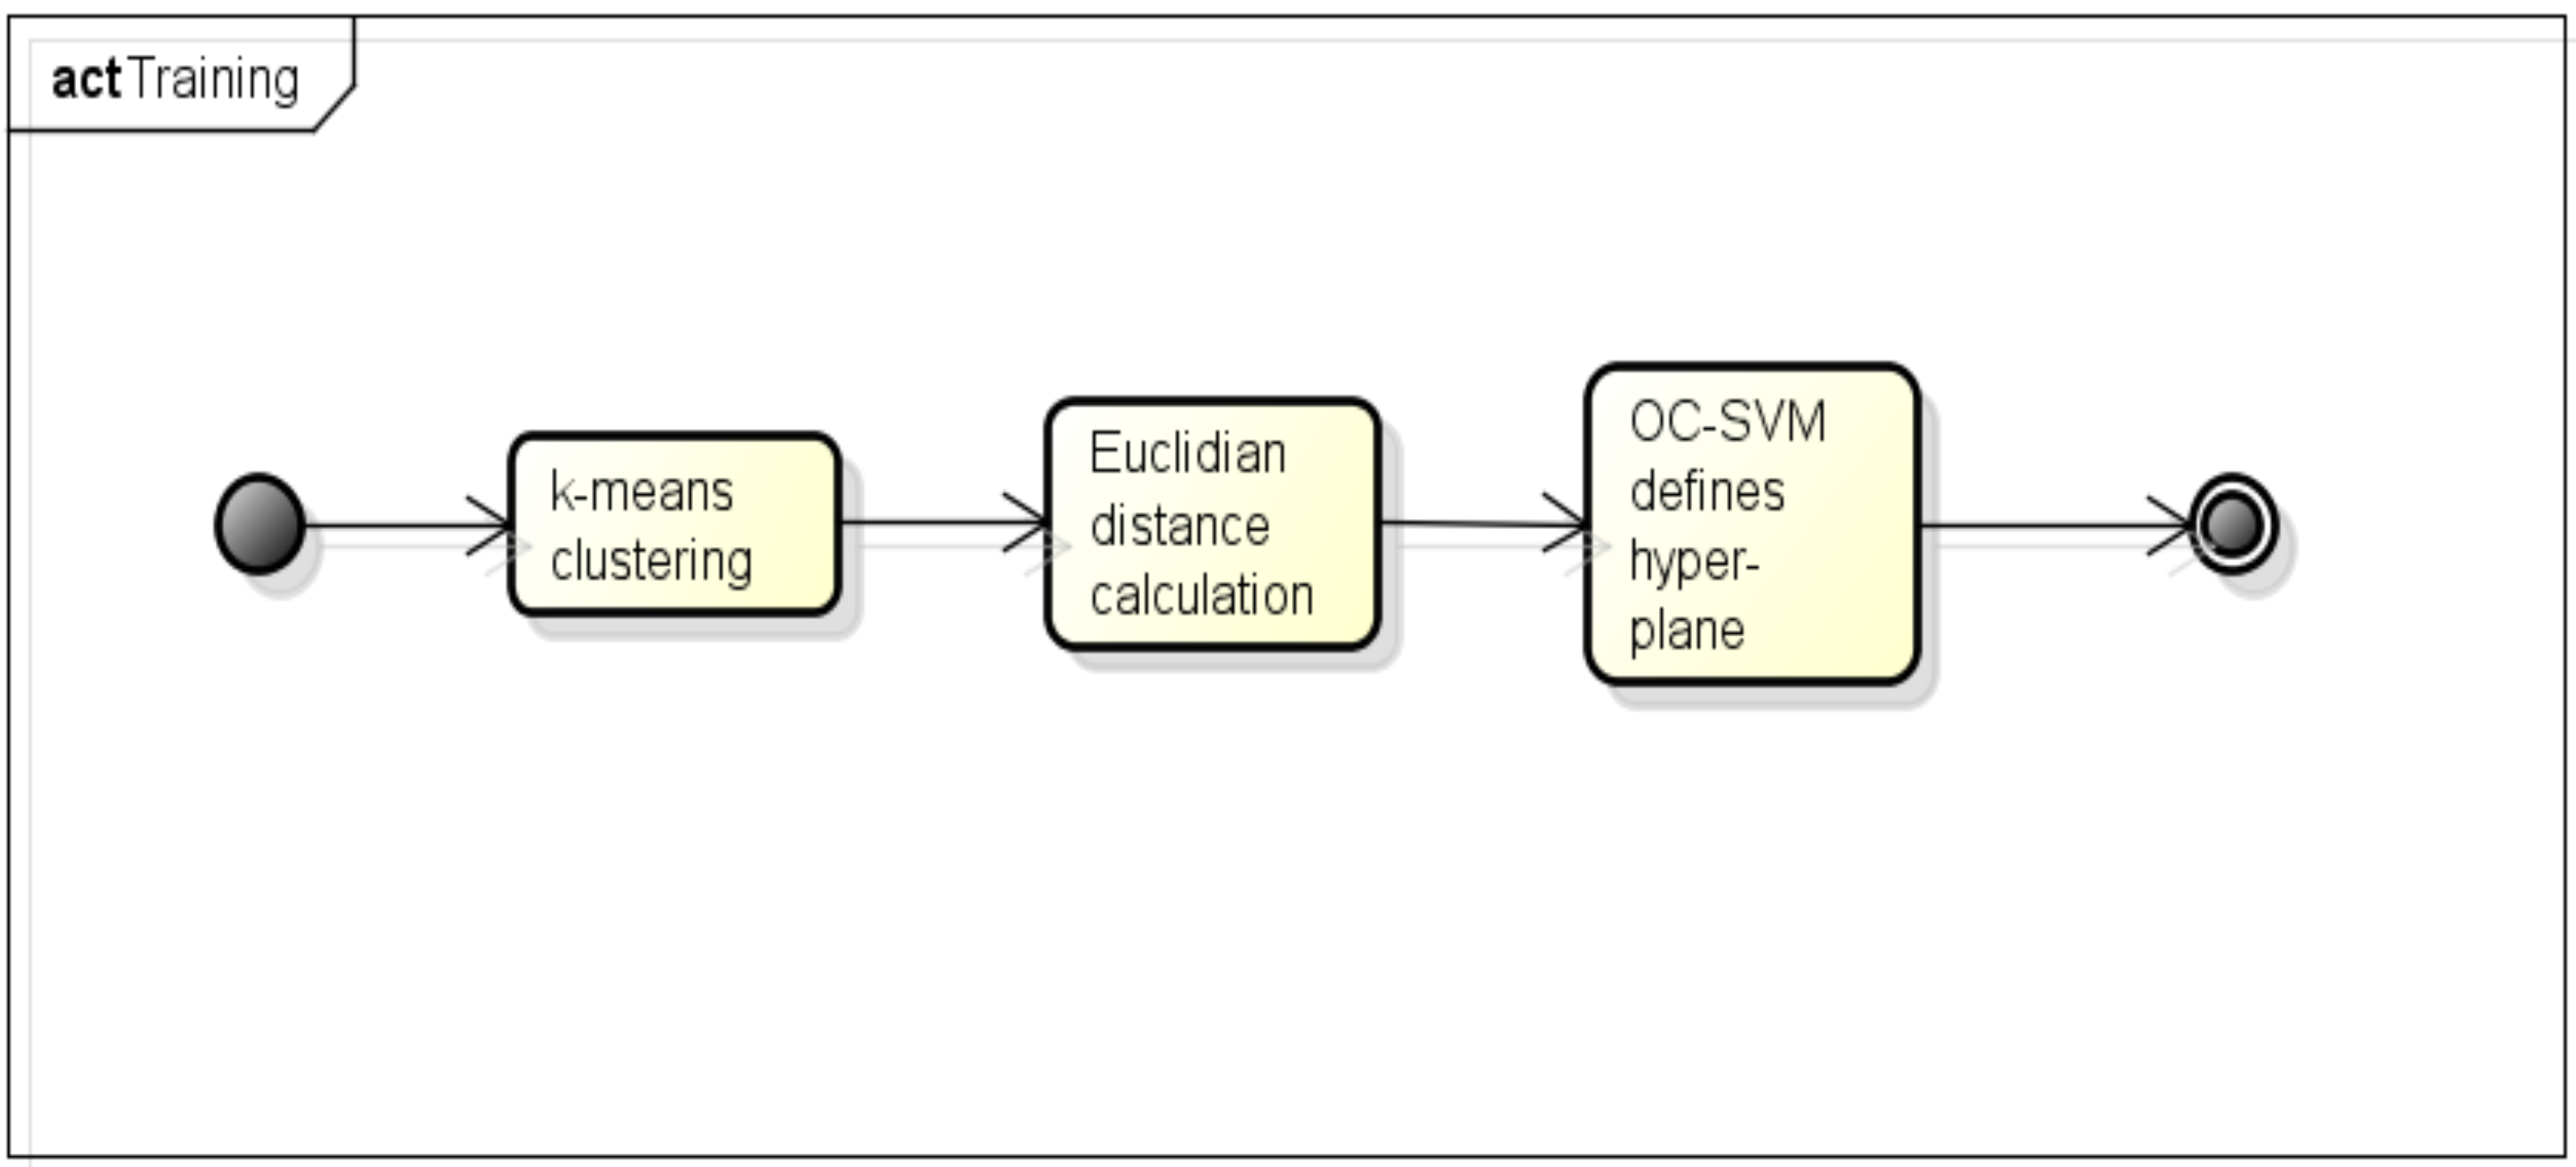 act Training
k-means
clustering
Euclidian
distance
calculation
OC-SVM
defines
hyper-
plane